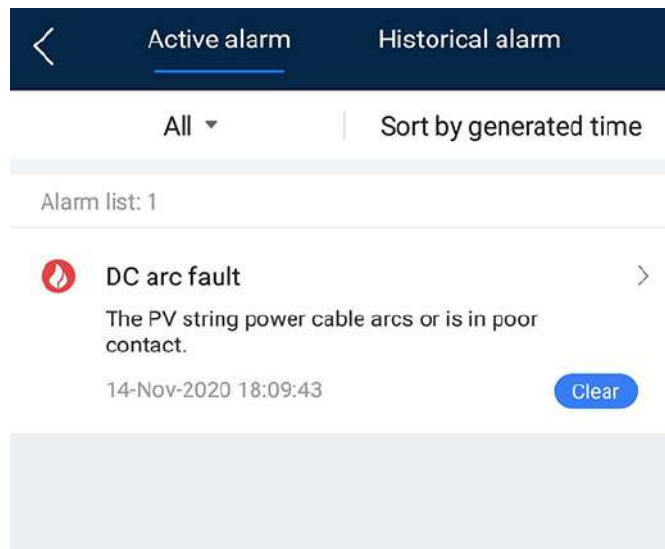 Active alarm Historical alarm
All Sort by generated time
Alarm list: 1
DC arc fault
The PV string power cable arcs or is in poor
contact.
14-Nov-2020 18:09:43 Clear